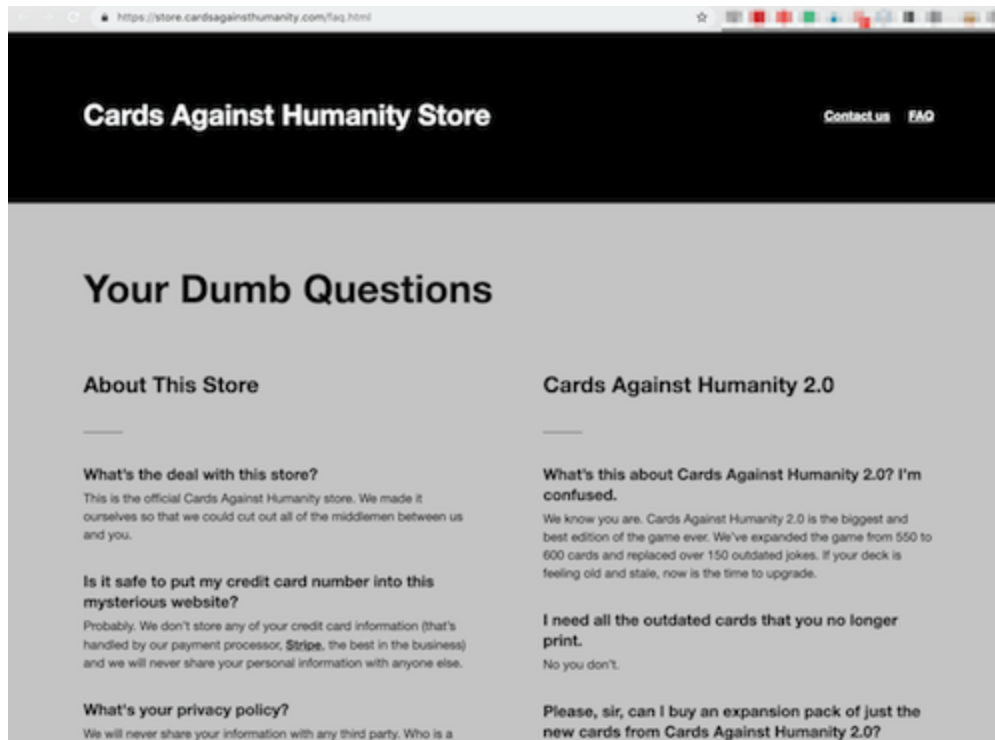 https://store.cardsagainsthumanity.com/faq.html
Cards Against Humanity Store
Contact us FAQ
Your Dumb Questions
About This Store
What's the deal with this store?
This is the official Cards Against Humanity store. We made it
ourselves so that we could cut out all of the middlemen between us
and you.
Is it safe to put my credit card number into this
mysterious website?
Probably. We don't store any of your credit card information (that's
handled by our payment processor, Stripe, the best in the business)
and we will never share your personal information with anyone else.
What's your privacy policy?
We will never share your information with any third party. Who is a
Cards Against Humanity 2.0
What's this about Cards Against Humanity 2.0? I'm
confused.
We know you are. Cards Against Humanity 2.0 is the biggest and
best edition of the game ever. We've expanded the game from 550 to
600 cards and replaced over 150 outdated jokes. If your deck is
feeling old and stale, now is the time to upgrade.
I need all the outdated cards that you no longer
print.
No you don't.
Please, sir, can I buy an expansion pack of just the
new cards from Cards Against Humanity 2.0?